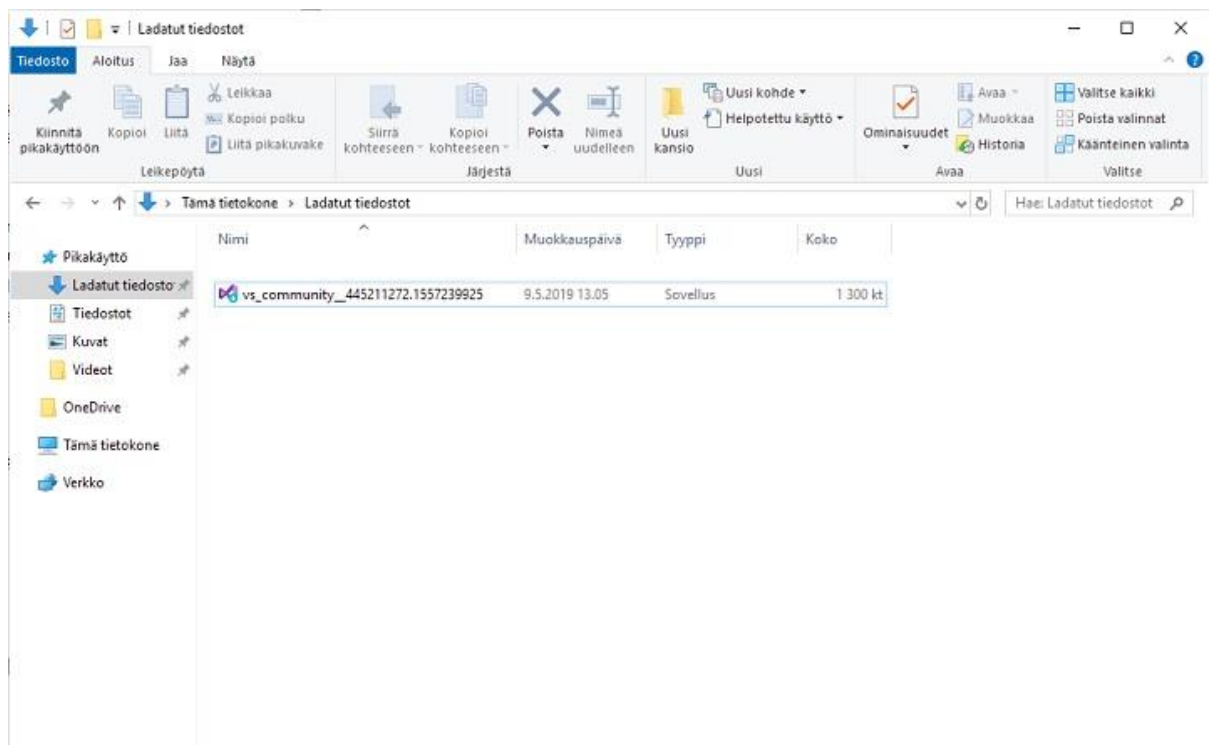 Ladatut tiedostot
Tiedosto Aloitus Jaa Näytä
Kiinnitä pikakäyttöön
Kopioi
Liitä
Leikkaa
Kopioi polku
Liitä pikakuvake
Leikepöytä
Siirrä kohteeseen
Kopioi kohteeseen
Poista
Nimeä uudelleen
Järjestä
Uusi kansio
Uusi kohde
Helpotettu käyttö
Uusi
Ominaisuudet
Avaa
Muokkaa
Historia
Avaa
Valitse kaikki
Poista valinnat
Käänteinen valinta
Valitse
Tämä tietokone > Ladatut tiedostot
Hae: Ladatut tiedostot
Pikakäyttö
Ladatut tiedosto
Tiedostot
Kuvat
Videot
OneDrive
Tämä tietokone
Verkko
Nimi Muokkauspäivä Tyyppi Koko
vs_community__445211272.1557239925 9.5.2019 13.05 Sovellus 1 300 kt